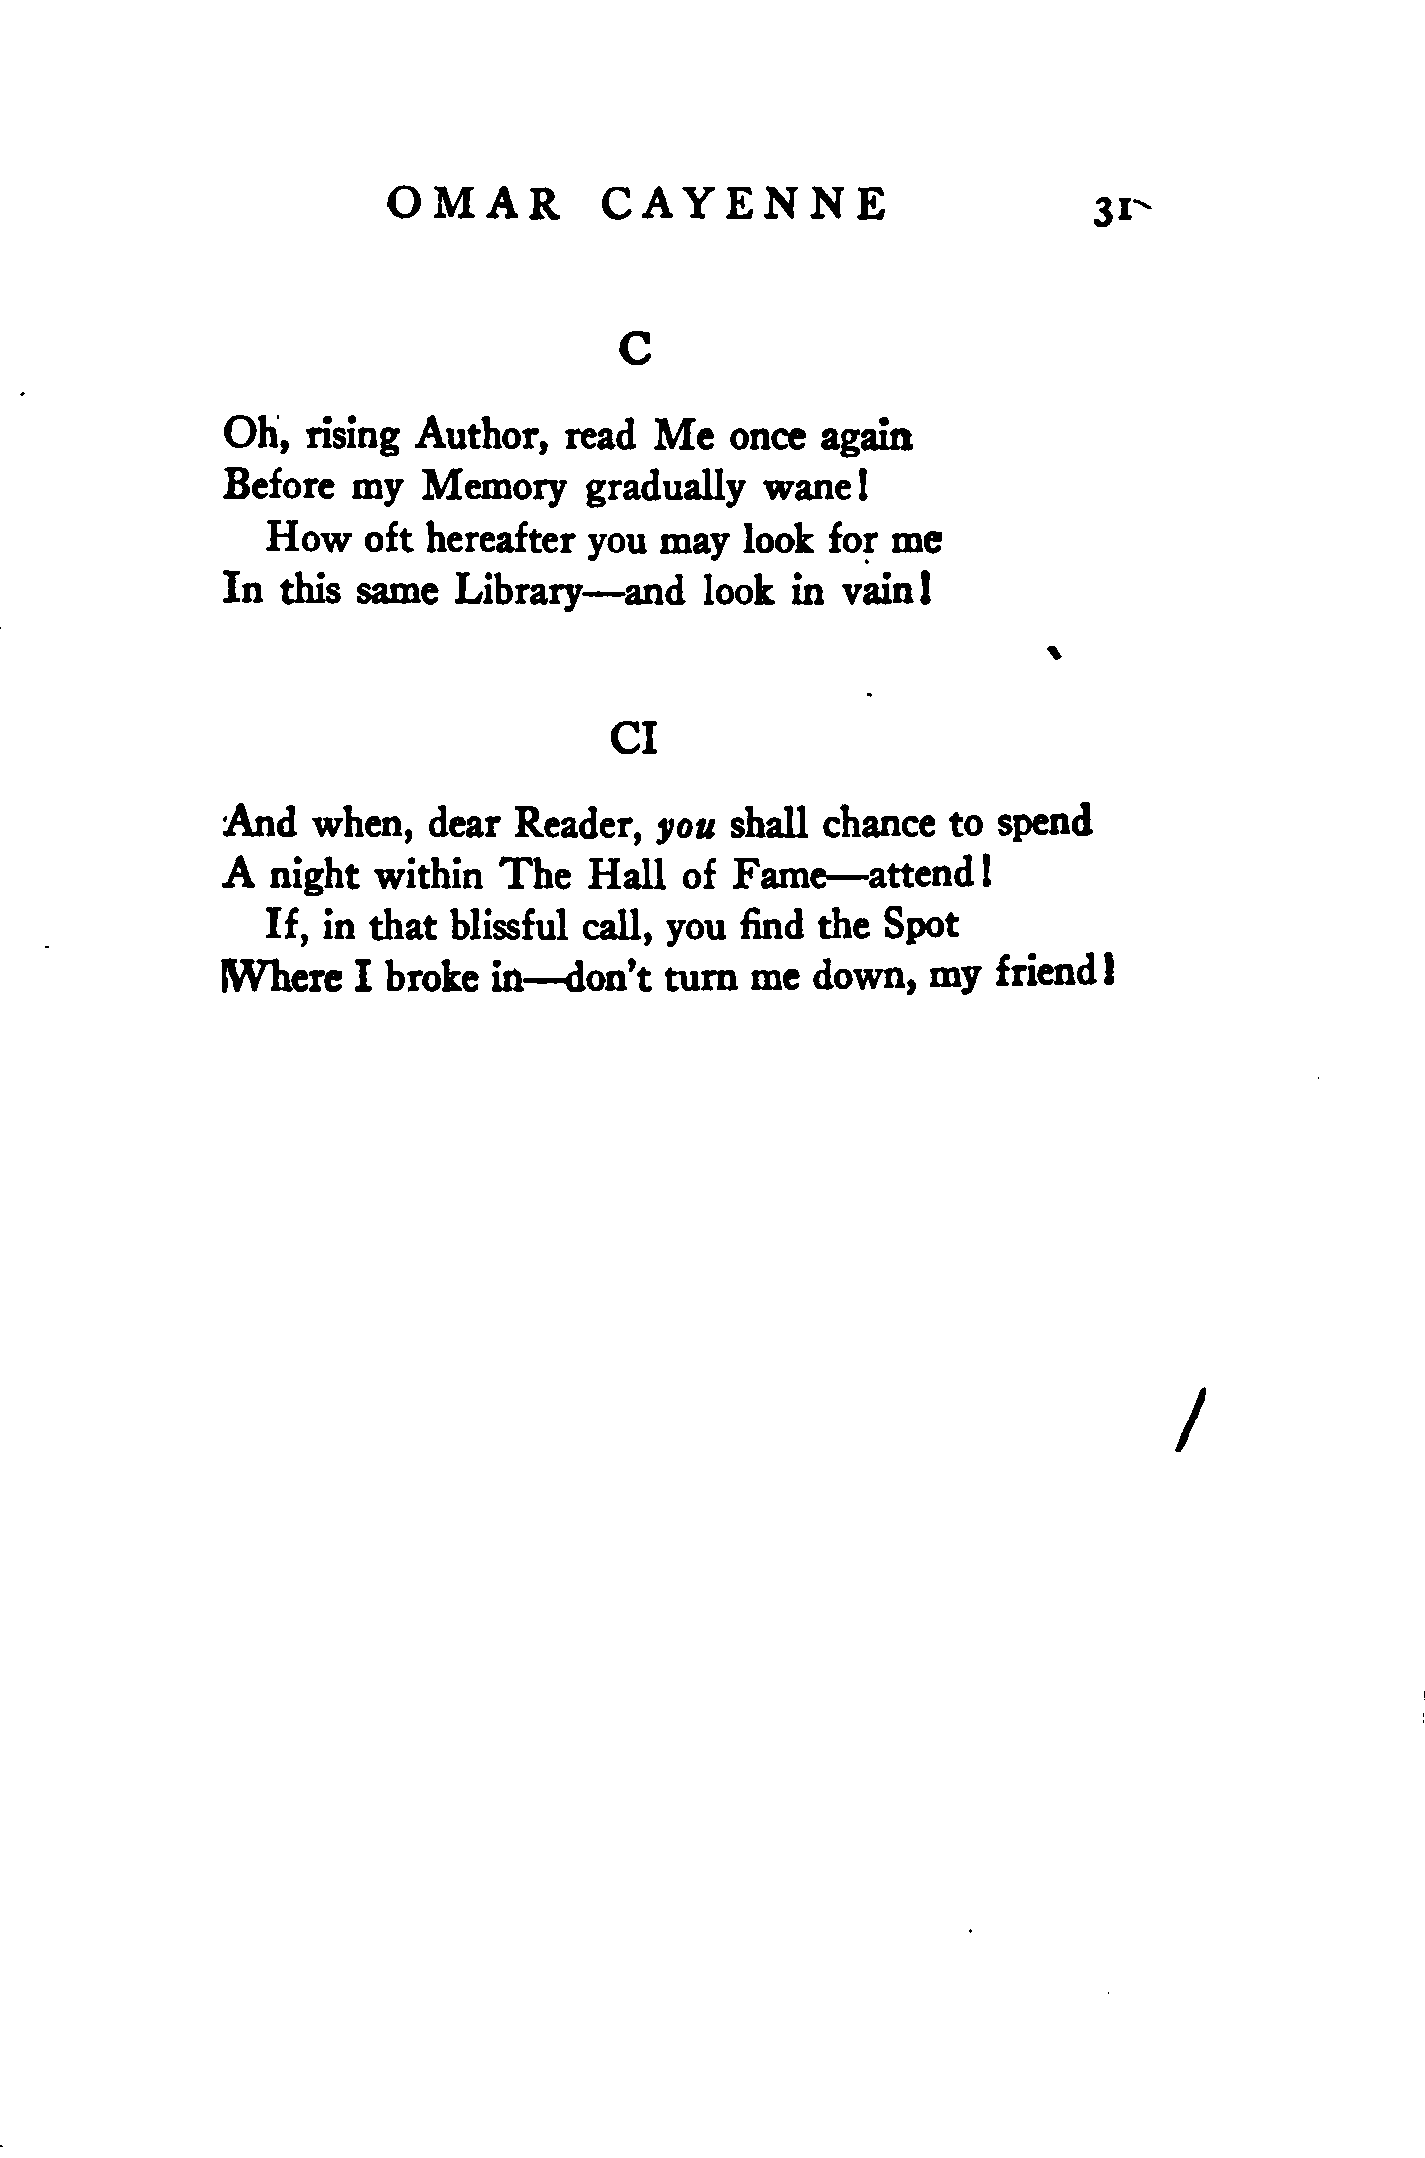 OMAR CAYENNE 31
C
Oh, rising Author, read Me once again
Before my Memory gradually wane!
How oft hereafter you may look for me
In this same Library—and look in vain!
CI
And when, dear Reader, you shall chance to spend
A night within The Hall of Fame—attend!
If, in that blissful call, you find the Spot
Where I broke in—don't turn me down, my friend!